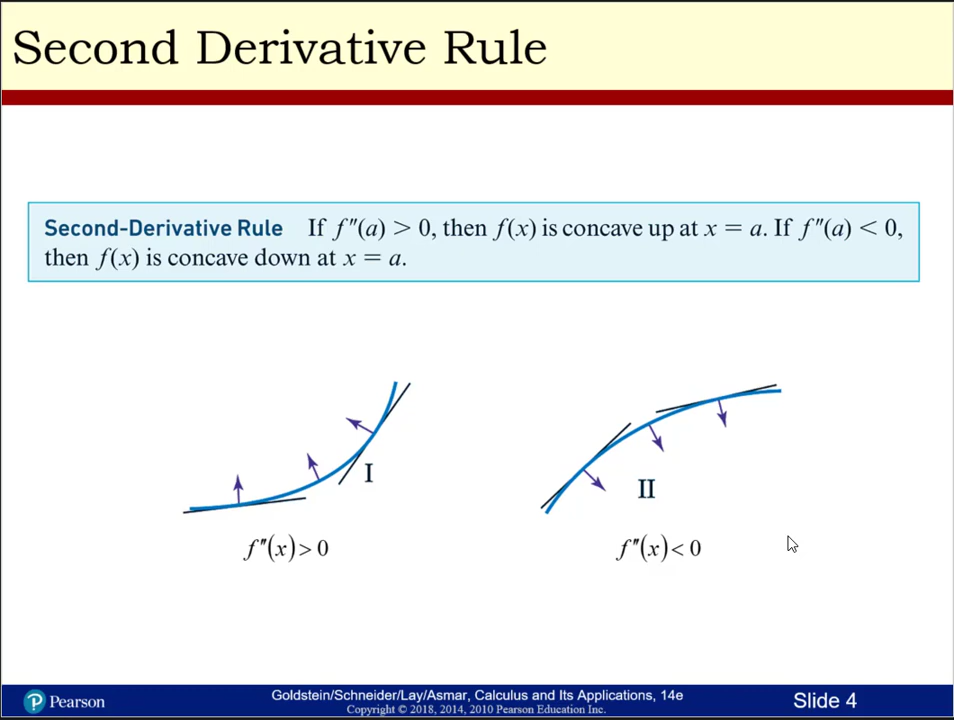 Second Derivative Rule
Second-Derivative Rule If f″(a) > 0, then f(x) is concave up at x = a. If f″(a) < 0,
then f(x) is concave down at x = a.
I
II
f″(x) > 0
f″(x) < 0
Pearson
Goldstein/Schneider/Lay/Asmar, Calculus and Its Applications, 14e
Copyright © 2018, 2014, 2010 Pearson Education Inc.
Slide 4